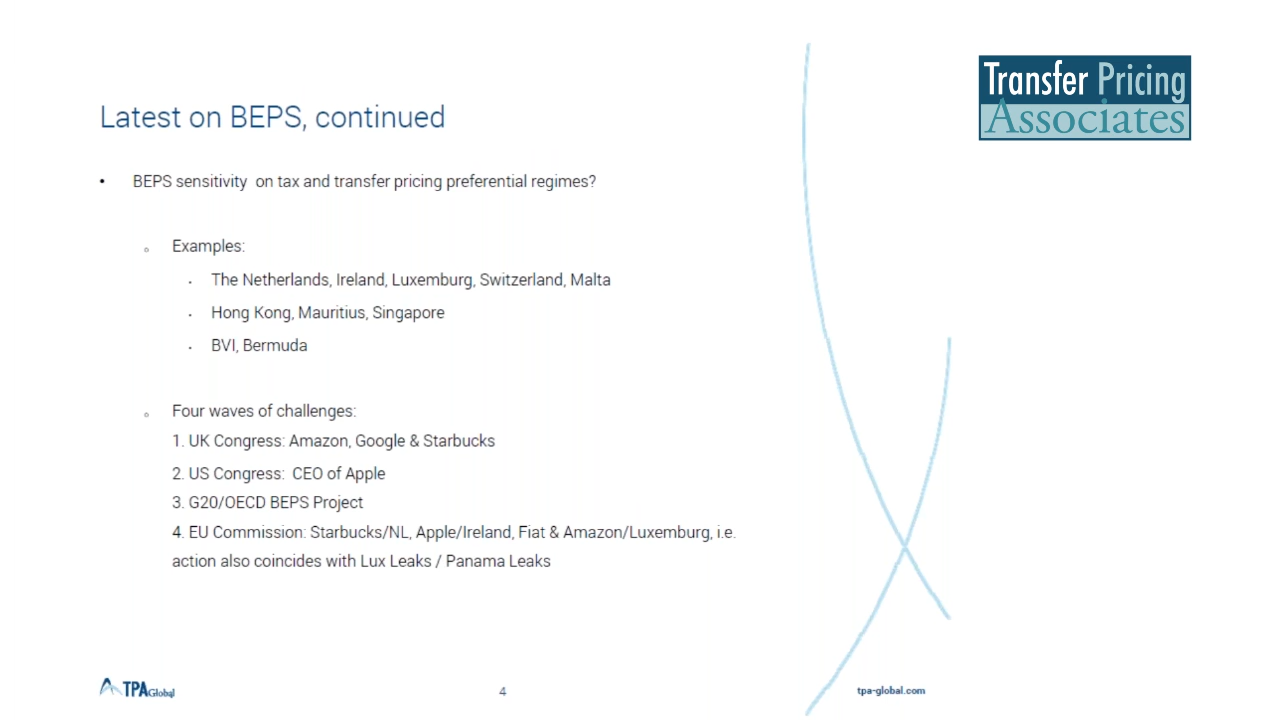 Transfer Pricing
Associates
Latest on BEPS, continued
• BEPS sensitivity on tax and transfer pricing preferential regimes?
Examples:
The Netherlands, Ireland, Luxemburg, Switzerland, Malta
Hong Kong, Mauritius, Singapore
BVI, Bermuda
Four waves of challenges:
1. UK Congress: Amazon, Google & Starbucks
2. US Congress: CEO of Apple
3. G20/OECD BEPS Project
4. EU Commission: Starbucks/NL, Apple/Ireland, Fiat & Amazon/Luxemburg, i.e.
action also coincides with Lux Leaks / Panama Leaks
TPA Global
4
tpa-global.com